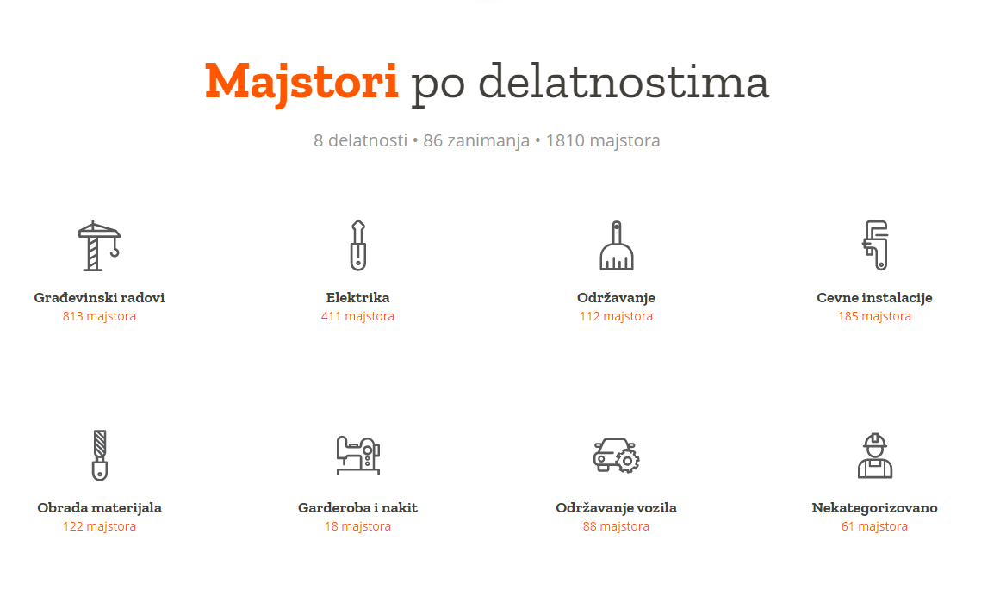 Majstori po delatnostima
8 delatnosti • 86 zanimanja • 1810 majstora
Građevinski radovi
813 majstora
Elektrika
411 majstora
Održavanje
112 majstora
Cevne instalacije
185 majstora
Obrada materijala
122 majstora
Garderoba i nakit
18 majstora
Održavanje vozila
88 majstora
Nekategorizovano
61 majstora